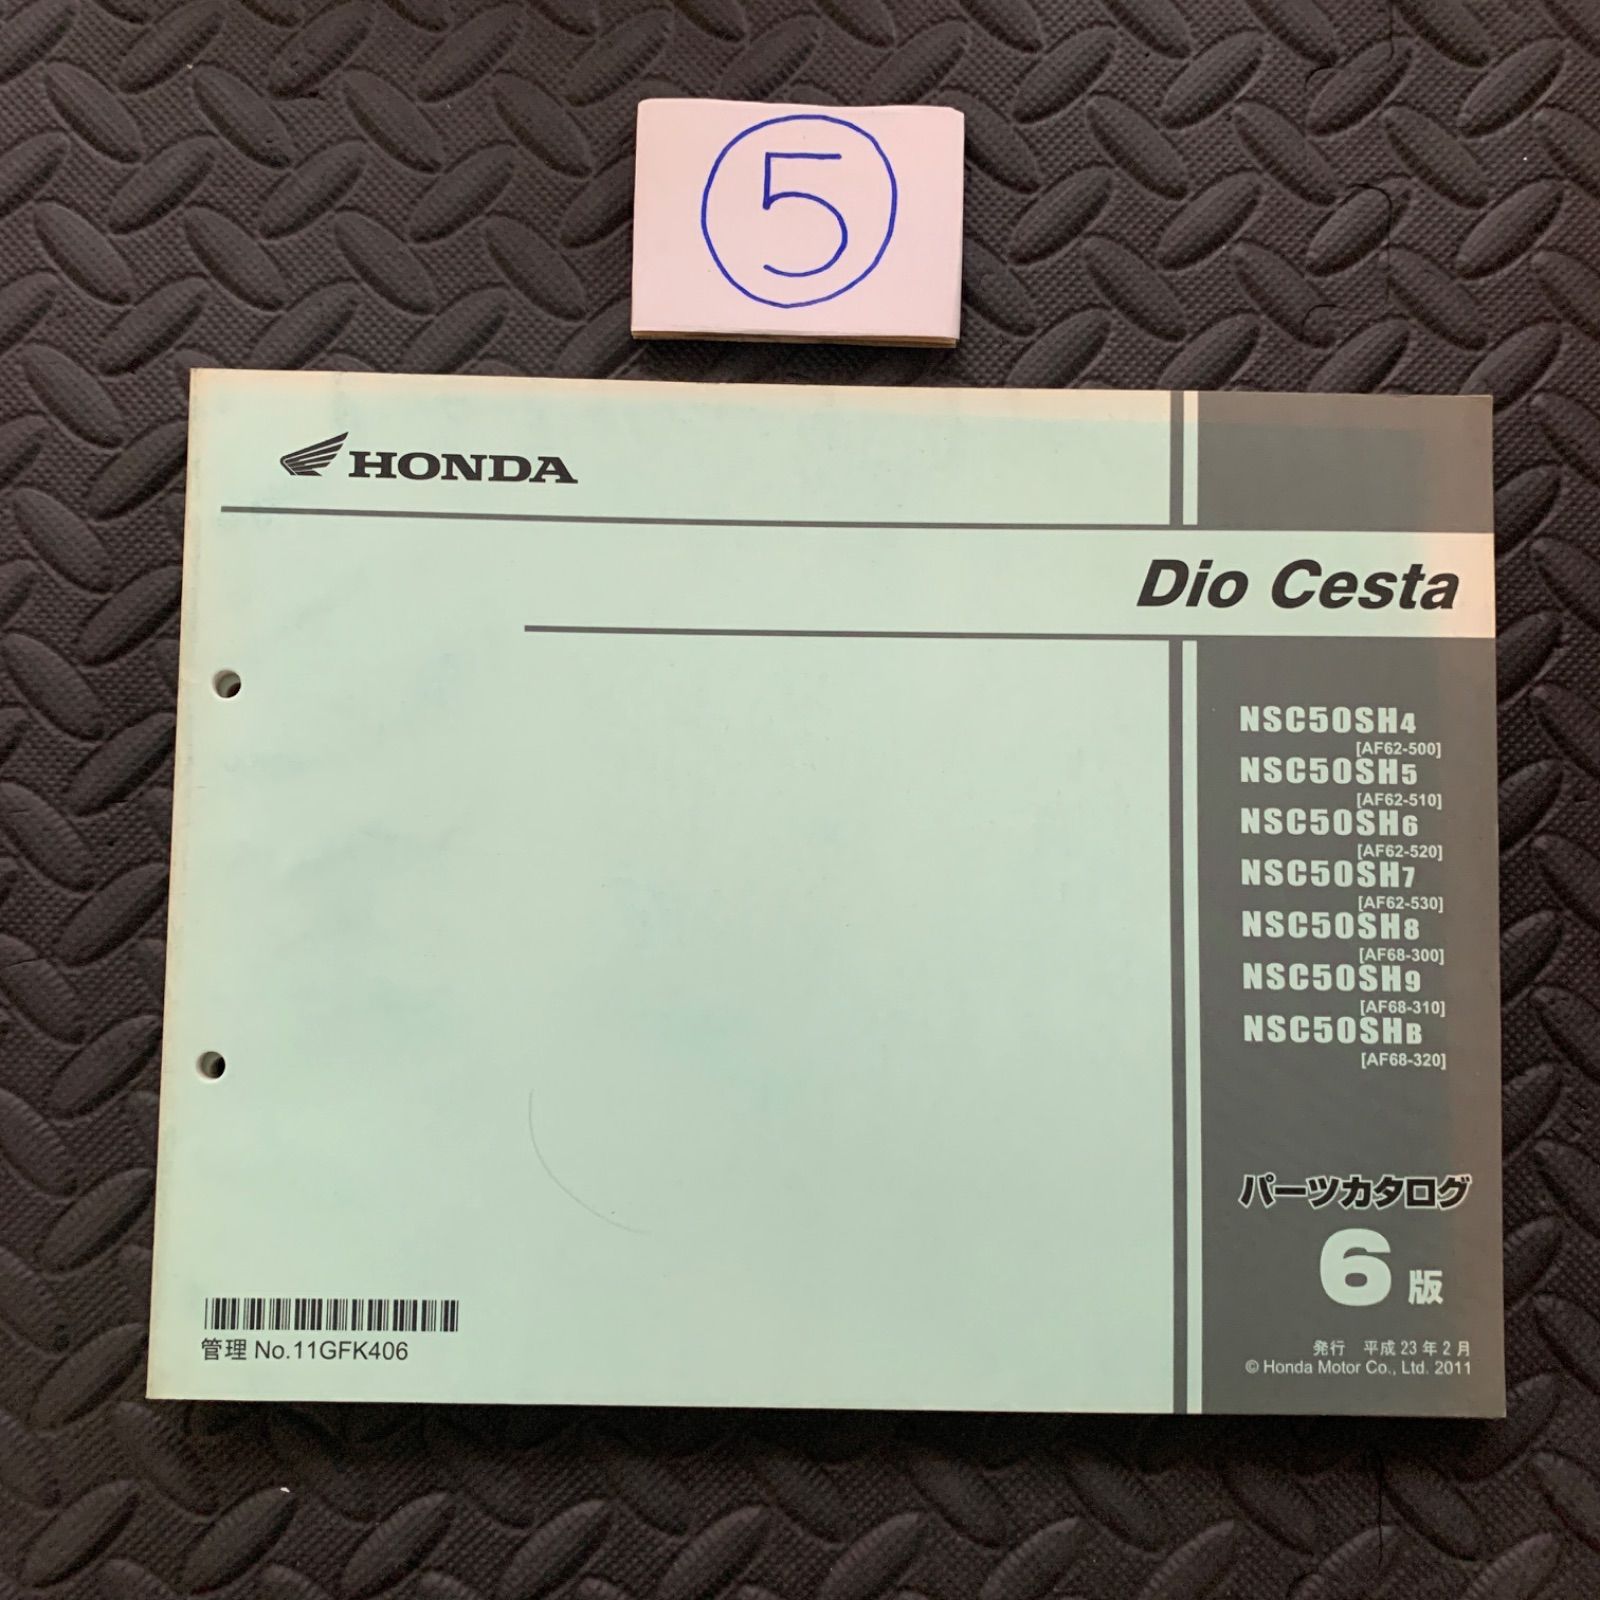 ⑤
HONDA
Dio Cesta
NSC50SH4
[AF62-500]
NSC50SH5
[AF62-510]
NSC50SH6
[AF62-520]
NSC50SH7
[AF62-530]
NSC50SH8
[AF68-300]
NSC50SH9
[AF68-310]
NSC50SHB
[AF68-320]
パーツカタログ
6版
発行 平成23年2月
© Honda Motor Co., Ltd. 2011
管理 No.11GFK406